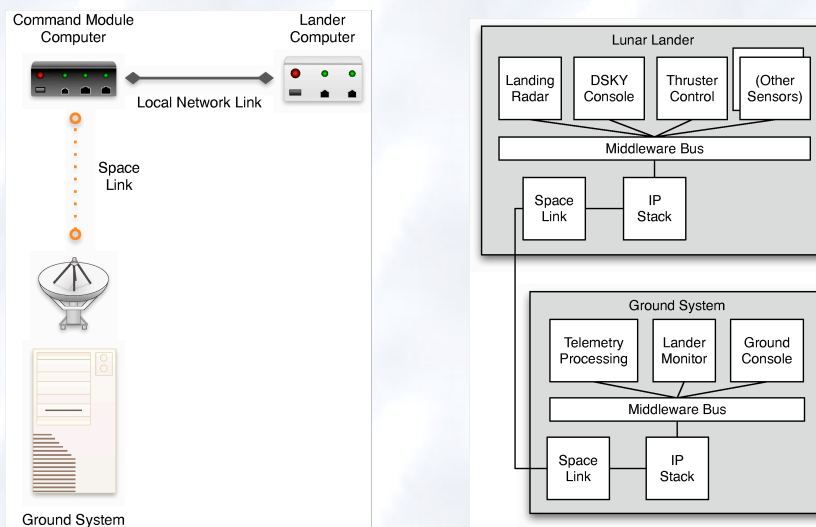 Command Module
Computer
Lander
Computer
Local Network Link
Space
Link
Ground System
Lunar Lander
Landing
Radar
DSKY
Console
Thruster
Control
(Other
Sensors)
Middleware Bus
Space
Link
IP
Stack
Ground System
Telemetry
Processing
Lander
Monitor
Ground
Console
Middleware Bus
Space
Link
IP
Stack